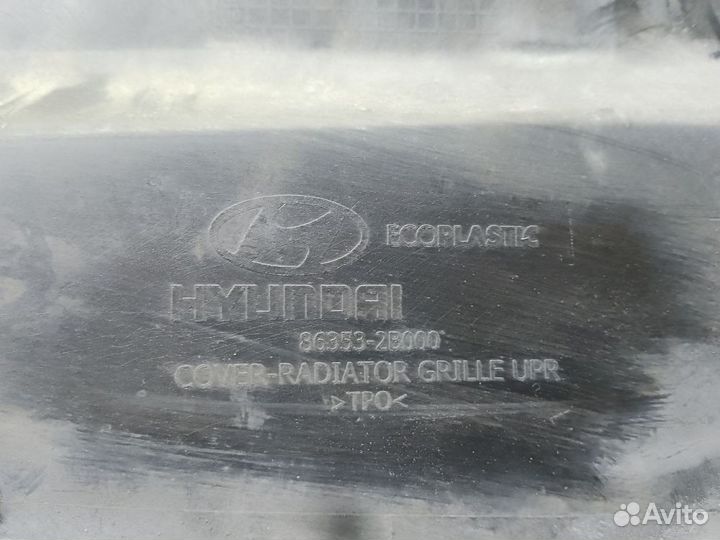 ECOPLASTIC
HYUNDAI
86353-2B000
COVER-RADIATOR GRILLE UPR
>TPO<
Avito